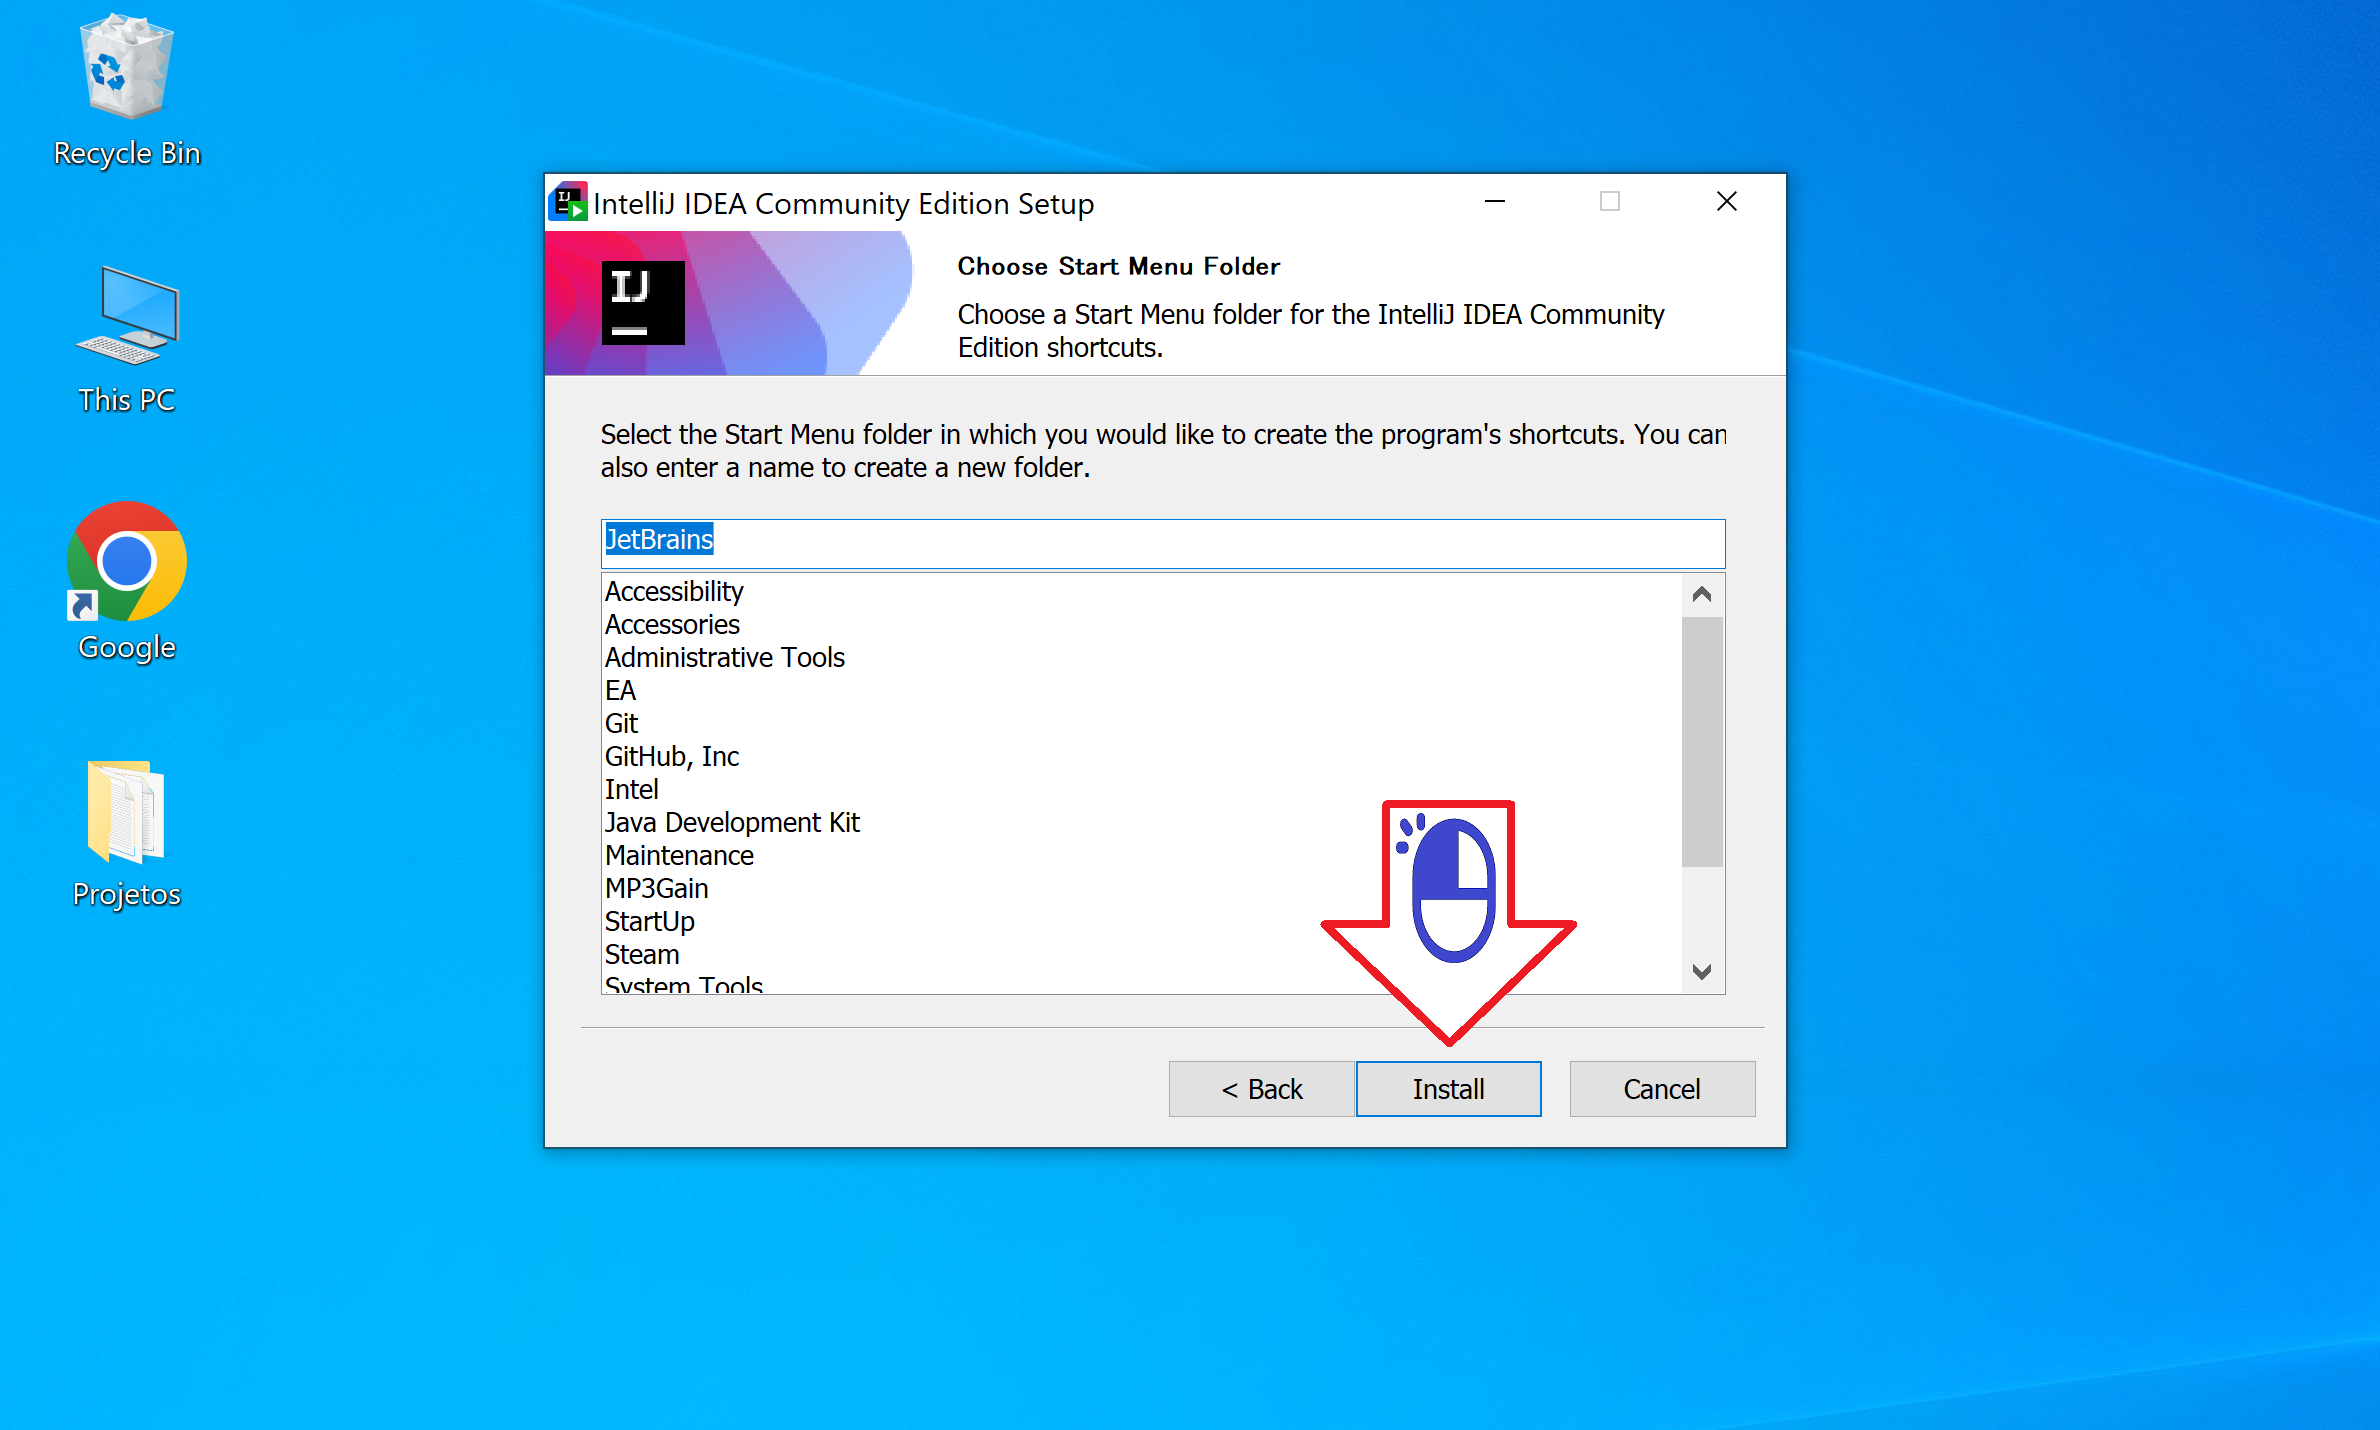 Recycle Bin
This PC
Google
Projetos
IntelliJ IDEA Community Edition Setup
IJ
Choose Start Menu Folder
Choose a Start Menu folder for the IntelliJ IDEA Community
Edition shortcuts.
Select the Start Menu folder in which you would like to create the program's shortcuts. You can
also enter a name to create a new folder.
JetBrains
Accessibility
Accessories
Administrative Tools
EA
Git
GitHub, Inc
Intel
Java Development Kit
Maintenance
MP3Gain
StartUp
Steam
System Tools
< Back
Install
Cancel